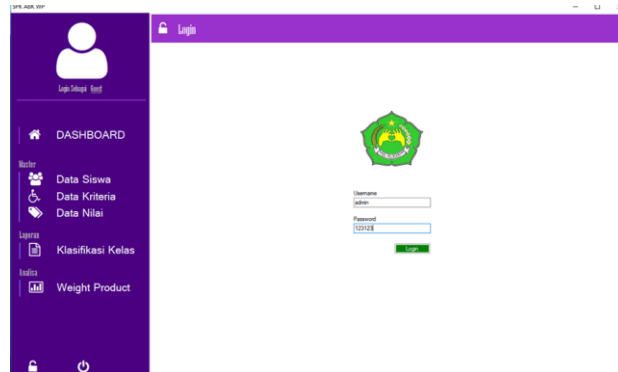 SPK ABK WP
Login Sebagai Guest
DASHBOARD
Master
Data Siswa
Data Kriteria
Data Nilai
Laporan
Klasifikasi Kelas
Analisa
Weight Product
Login
Username
admin
Password
123123
Login